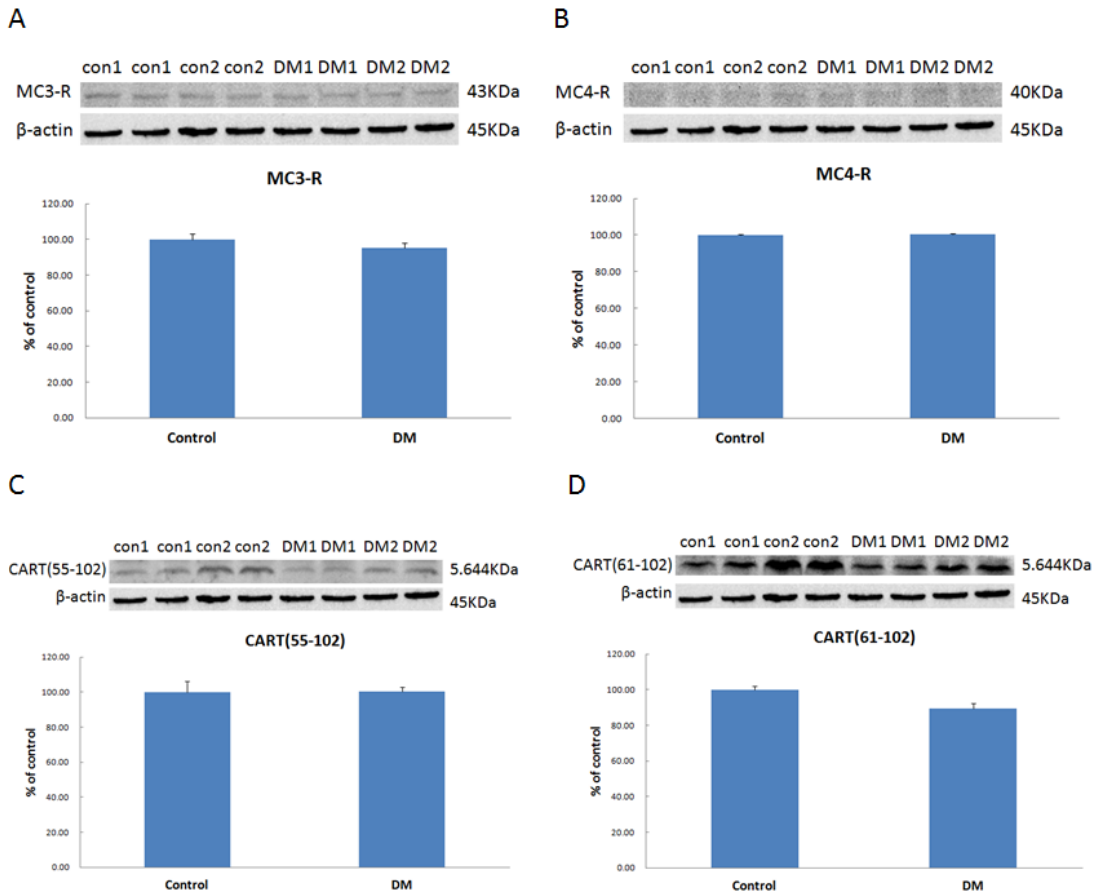 A
con1 con1 con2 con2 DM1 DM1 DM2 DM2
MC3-R 43KDa
β-actin 45KDa
MC3-R
120.00
100.00
80.00
60.00
40.00
20.00
0.00
% of control
Control DM
B
con1 con1 con2 con2 DM1 DM1 DM2 DM2
MC4-R 40KDa
β-actin 45KDa
MC4-R
120.00
100.00
80.00
60.00
40.00
20.00
0.00
% of control
Control DM
C
con1 con1 con2 con2 DM1 DM1 DM2 DM2
CART(55-102) 5.644KDa
β-actin 45KDa
CART(55-102)
120.00
100.00
80.00
60.00
40.00
20.00
0.00
% of control
Control DM
D
con1 con1 con2 con2 DM1 DM1 DM2 DM2
CART(61-102) 5.644KDa
β-actin 45KDa
CART(61-102)
120.00
100.00
80.00
60.00
40.00
20.00
0.00
% of control
Control DM